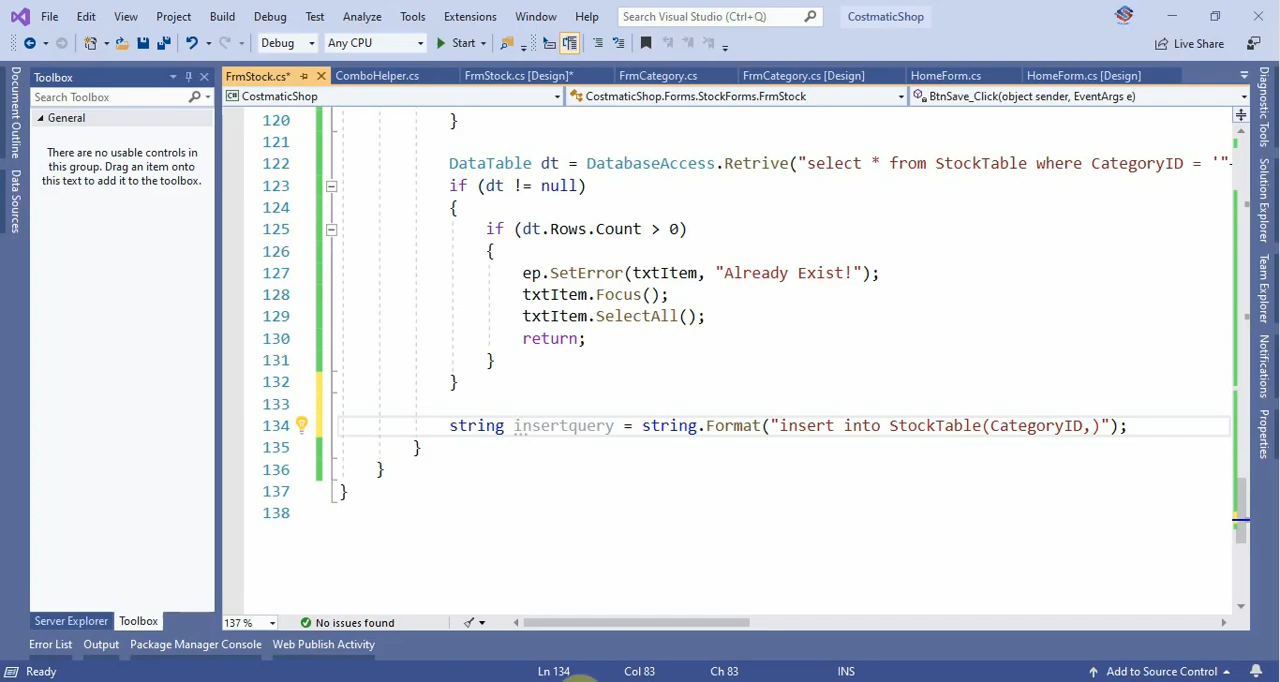 File Edit View Project Build Debug Test Analyze Tools Extensions Window Help Search Visual Studio (Ctrl+Q) CostmaticShop
Debug Any CPU Start Live Share
Toolbox FrmStock.cs* ComboHelper.cs FrmStock.cs [Design]* FrmCategory.cs FrmCategory.cs [Design] HomeForm.cs HomeForm.cs [Design]
Search Toolbox CostmaticShop CostmaticShop.Forms.StockForms.FrmStock BtnSave_Click(object sender, EventArgs e)
General
There are no usable controls in
this group. Drag an item onto
this text to add it to the toolbox.
Document Outline
Data Sources
120 }
121
122 DataTable dt = DatabaseAccess.Retrive("select * from StockTable where CategoryID = '"
123 if (dt != null)
124 {
125 if (dt.Rows.Count > 0)
126 {
127 ep.SetError(txtItem, "Already Exist!");
128 txtItem.Focus();
129 txtItem.SelectAll();
130 return;
131 }
132 }
133
134 string insertquery = string.Format("insert into StockTable(CategoryID,)");
135 }
136 }
137 }
138
Diagnostic Tools
Solution Explorer
Team Explorer
Notifications
Properties
Server Explorer Toolbox 137 % No issues found
Error List Output Package Manager Console Web Publish Activity
Ready Ln 134 Col 83 Ch 83 INS Add to Source Control